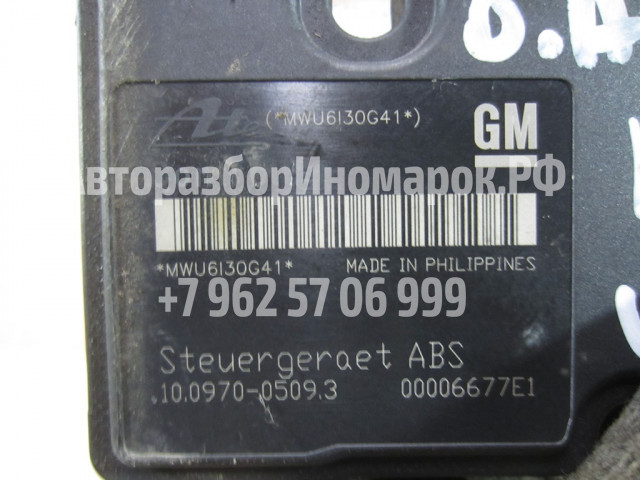 Ate (*MWU6I30G41*) GM
АвторазборИномарок.РФ
*MWU6I30G41* MADE IN PHILIPPINES
+7 962 57 06 999
Steuergeraet ABS
10.0970-0509.3 00006677E1